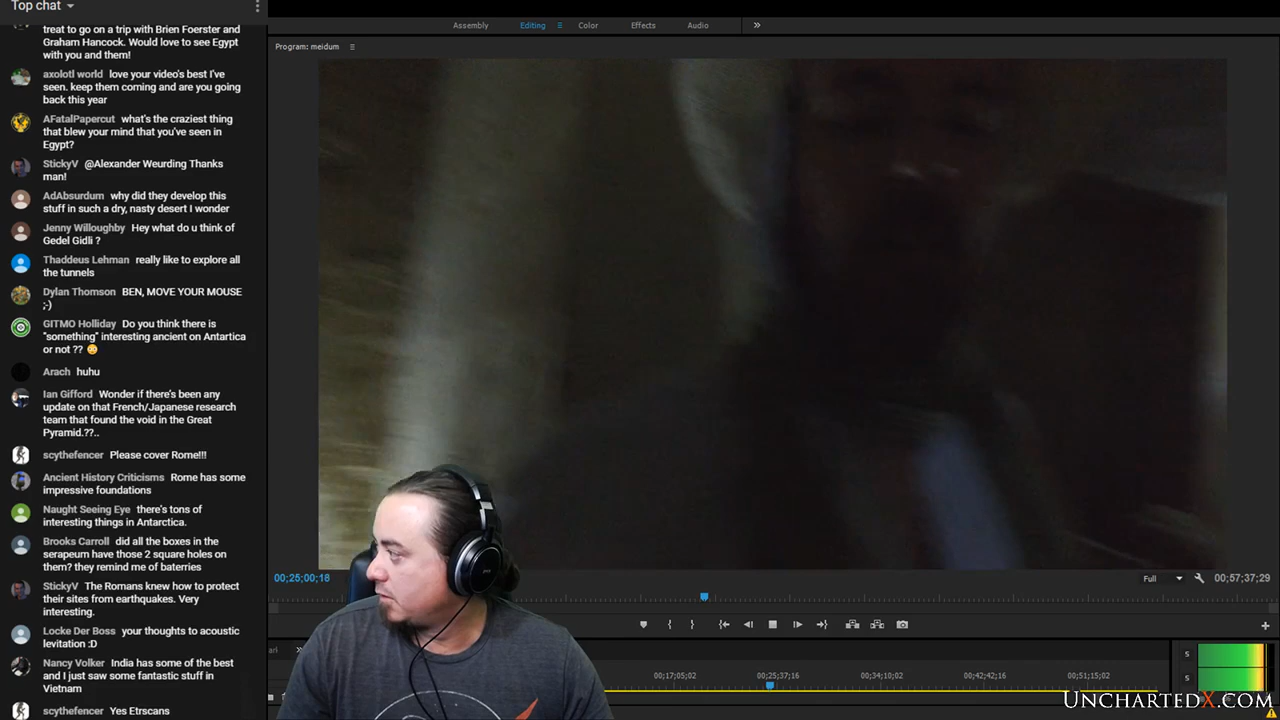 Top chat
treat to go on a trip with Brien Foerster and
Graham Hancock. Would love to see Egypt
with you and them!
axolotl world love your video's best I've
seen. keep them coming and are you going
back this year
AFatalPapercut what's the craziest thing
that blew your mind that you've seen in
Egypt?
StickyV @Alexander Weurding Thanks
man!
AdAbsurdum why did they develop this
stuff in such a dry, nasty desert I wonder
Jenny Willoughby Hey what do u think of
Gedel Gidli ?
Thaddeus Lehman really like to explore all
the tunnels
Dylan Thomson BEN, MOVE YOUR MOUSE
;-)
GITMO Holliday Do you think there is
"something" interesting ancient on Antartica
or not ?? 😳
Arach huhu
Ian Gifford Wonder if there's been any
update on that French/Japanese research
team that found the void in the Great
Pyramid.??..
scythefencer Please cover Rome!!!
Ancient History Criticisms Rome has some
impressive foundations
Naught Seeing Eye there's tons of
interesting things in Antarctica.
Brooks Carroll did all the boxes in the
serapeum have those 2 square holes on
them? they remind me of bateries
StickyV The Romans knew how to protect
their sites from earthquakes. Very
interesting.
Locke Der Boss your thoughts to acoustic
levitation :D
Nancy Volker India has some of the best
and I just saw some fantastic stuff in
Vietnam
scythefencer Yes Etrscans
Assembly Editing Color Effects Audio
Program: meidum
00;25;00;18 Full 00;57;37;29
00;17;05;02 00;25;37;16 00;34;10;02 00;42;42;16 00;51;15;02
5
5
UNCHARTEDX.COM